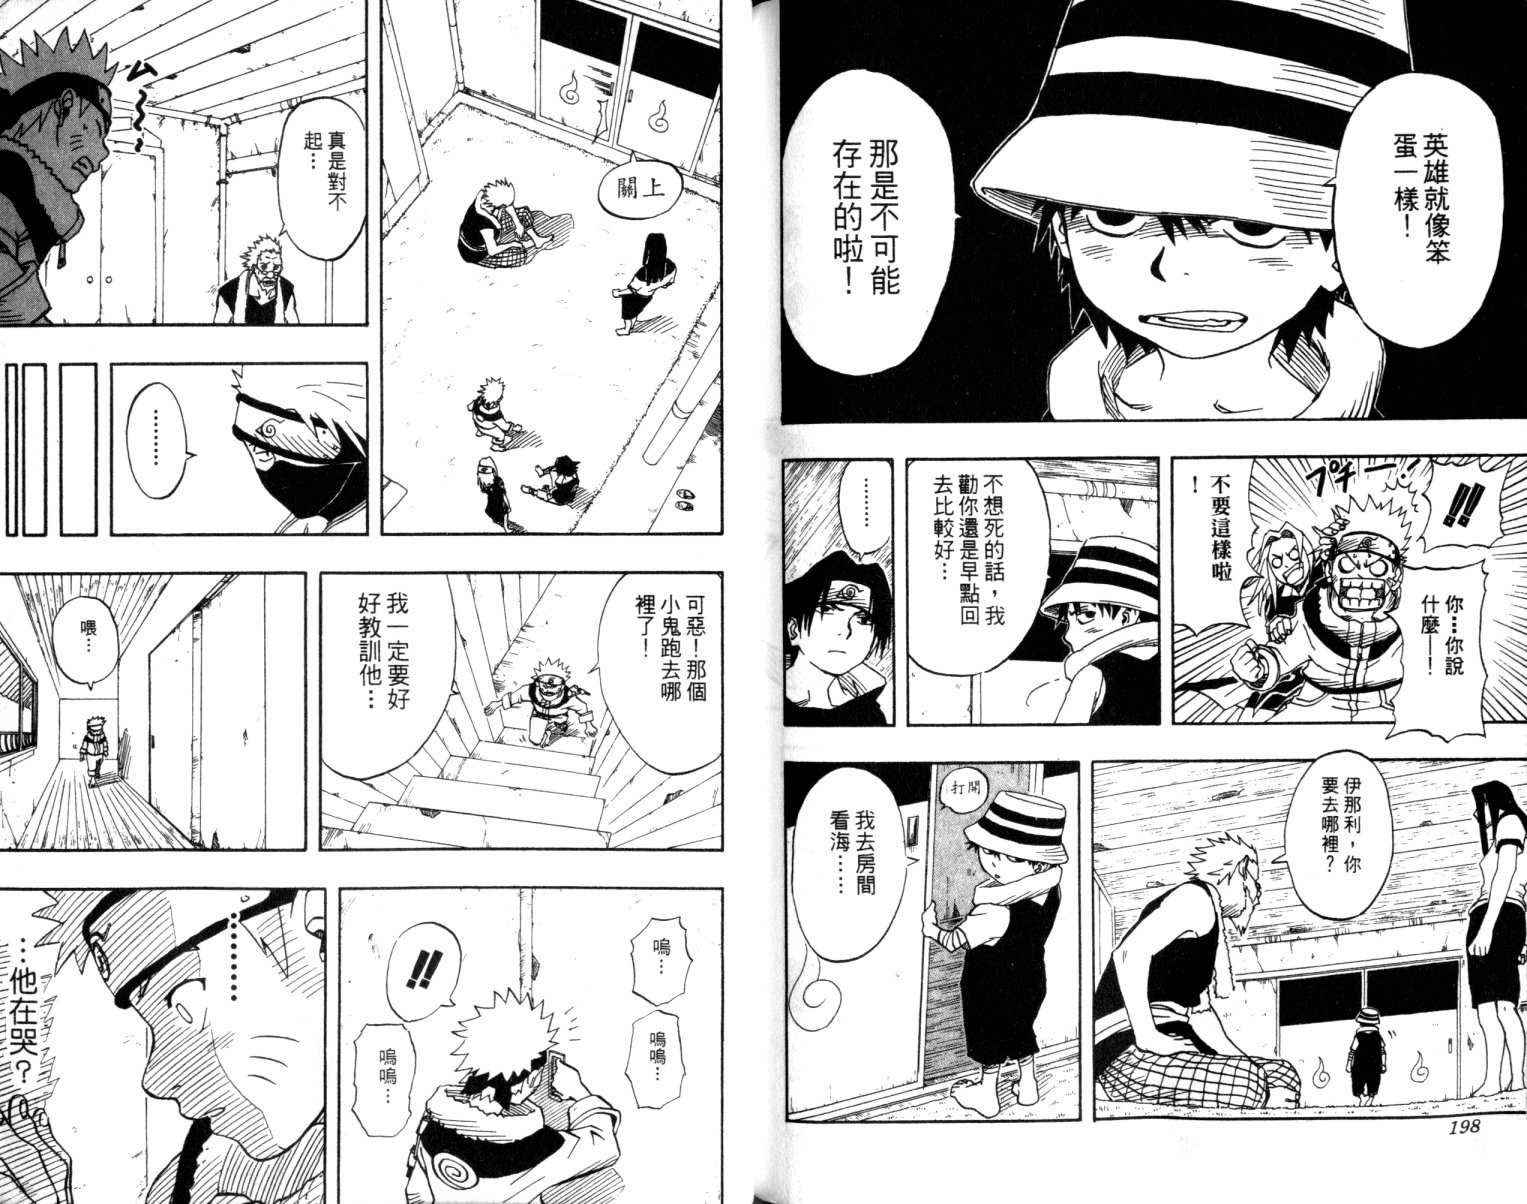 英雄就像笨
蛋一樣！
那是不可能
存在的啦！
!!
你…你說
什麼—！
プチーン
不要這樣啦
！
不想死的話，我
勸你還是早點回
去比較好…
………
伊那利，你
要去哪裡？
打開
我去房間
看海……
198
關上
真是對不
起…
ム～
………
可惡！那個
小鬼跑去哪
裡了！
我一定要好
好教訓他…
喂…
嗚…
嗚嗚…
!!
嗚嗚…
………
…他在哭？